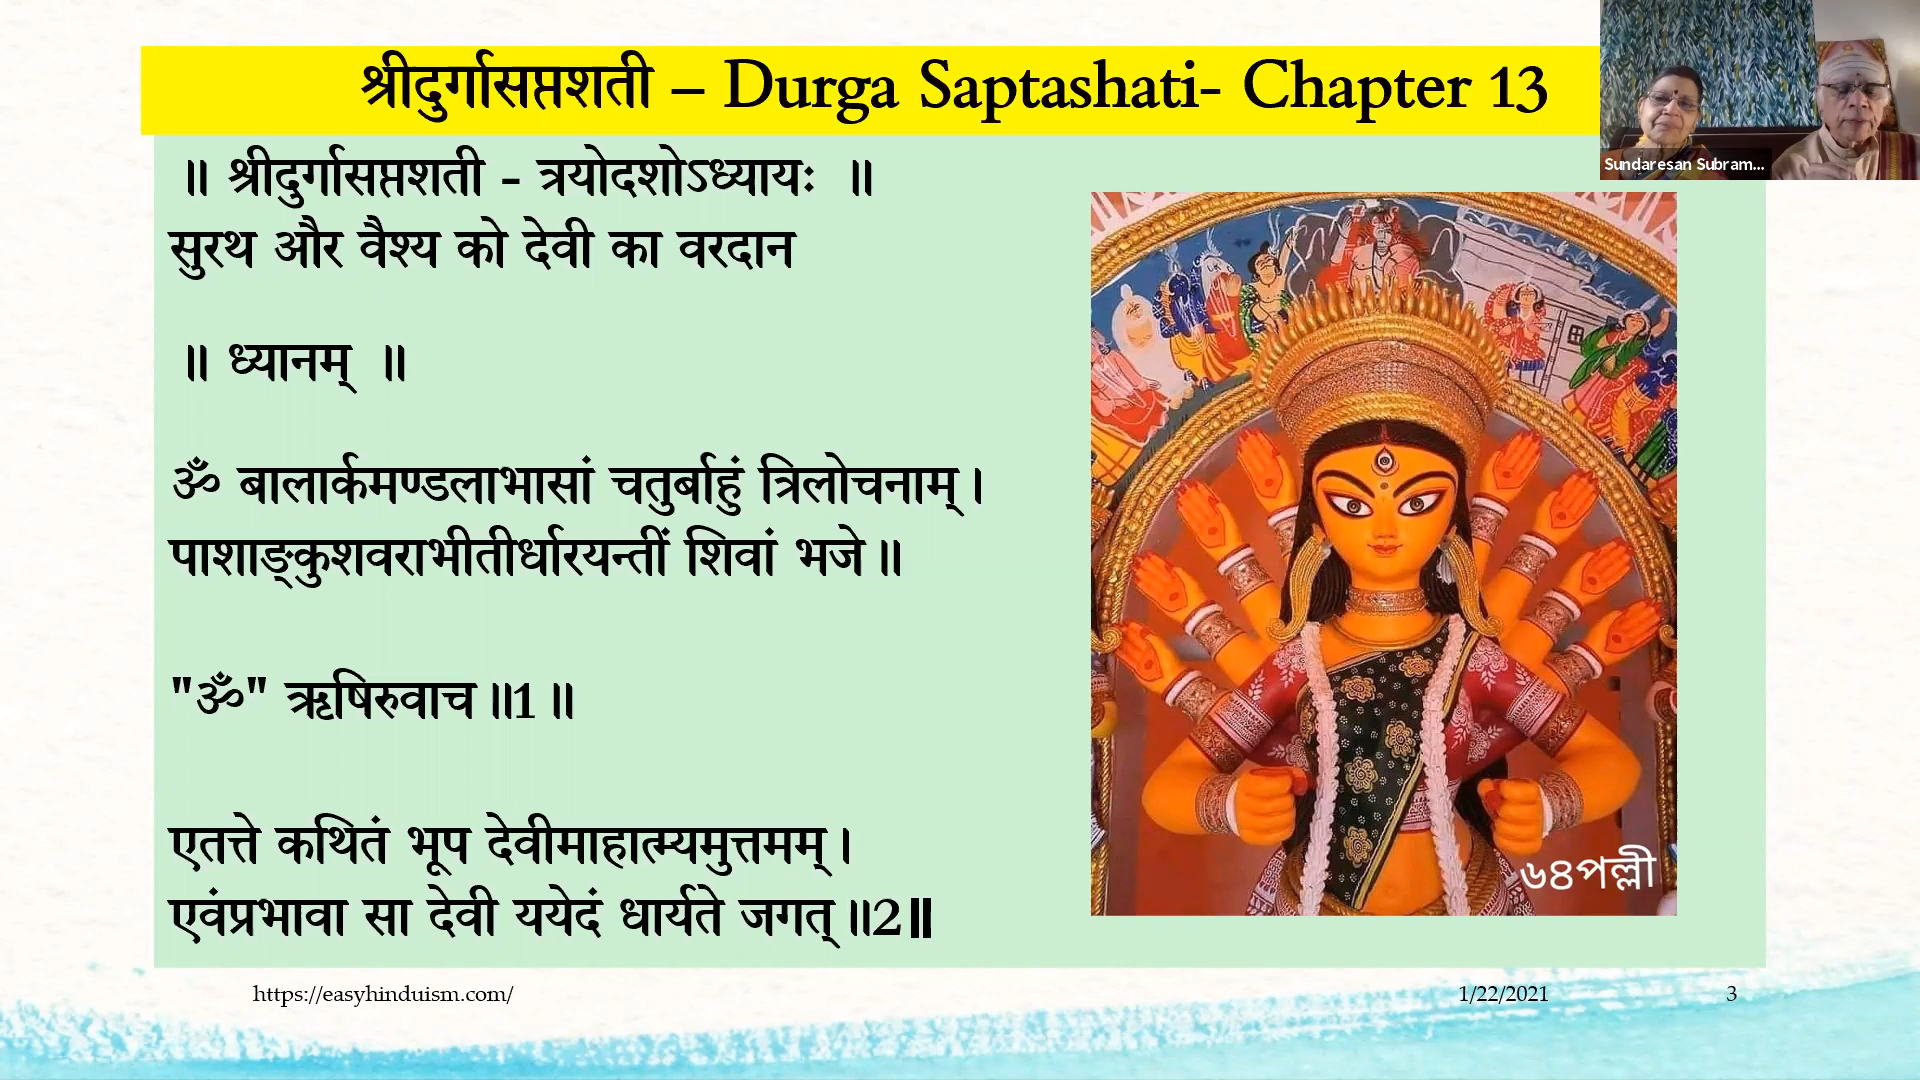 श्रीदुर्गासप्तशती – Durga Saptashati- Chapter 13
Sundaresan Subram...
॥ श्रीदुर्गासप्तशती - त्रयोदशोऽध्यायः ॥
सुरथ और वैश्य को देवी का वरदान
॥ ध्यानम् ॥
ॐ बालार्कमण्डलाभासां चतुर्बाहुं त्रिलोचनाम्।
पाशाङ्कुशवराभीतीर्धारयन्तीं शिवां भजे॥
"ॐ" ऋषिरुवाच॥1॥
एतत्ते कथितं भूप देवीमाहात्म्यमुत्तमम्।
एवंप्रभावा सा देवी ययेदं धार्यते जगत्॥2॥
৬৪পল্লী
https://easyhinduism.com/
1/22/2021
3